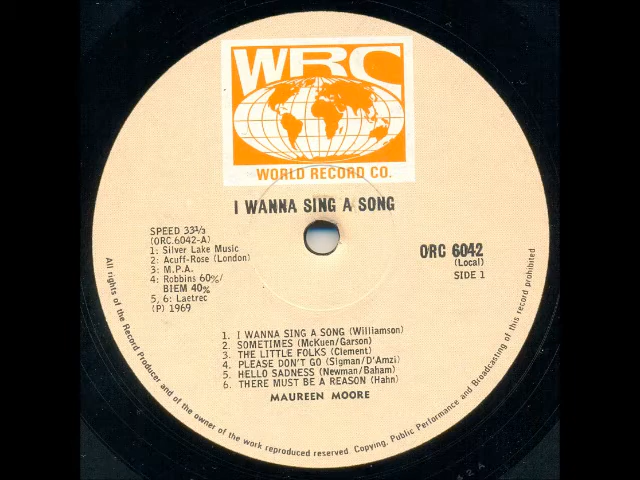 WRC
WORLD RECORD CO.
I WANNA SING A SONG
SPEED 33⅓
(ORC.6042-A)
1: Silver Lake Music
2: Acuff-Rose (London)
3: M.P.A.
4: Robbins 60%/
BIEM 40%
5, 6: Laetrec
(P) 1969
ORC 6042
(Local)
SIDE 1
1. I WANNA SING A SONG (Williamson)
2. SOMETIMES (McKuen/Garson)
3. THE LITTLE FOLKS (Clement)
4. PLEASE DON'T GO (Sigman/D'Amzi)
5. HELLO SADNESS (Newman/Baham)
6. THERE MUST BE A REASON (Hahn)
MAUREEN MOORE
All rights of the Record Producer and of the owner of the work reproduced reserved. Copying, Public Performance and Broadcasting of this record prohibited